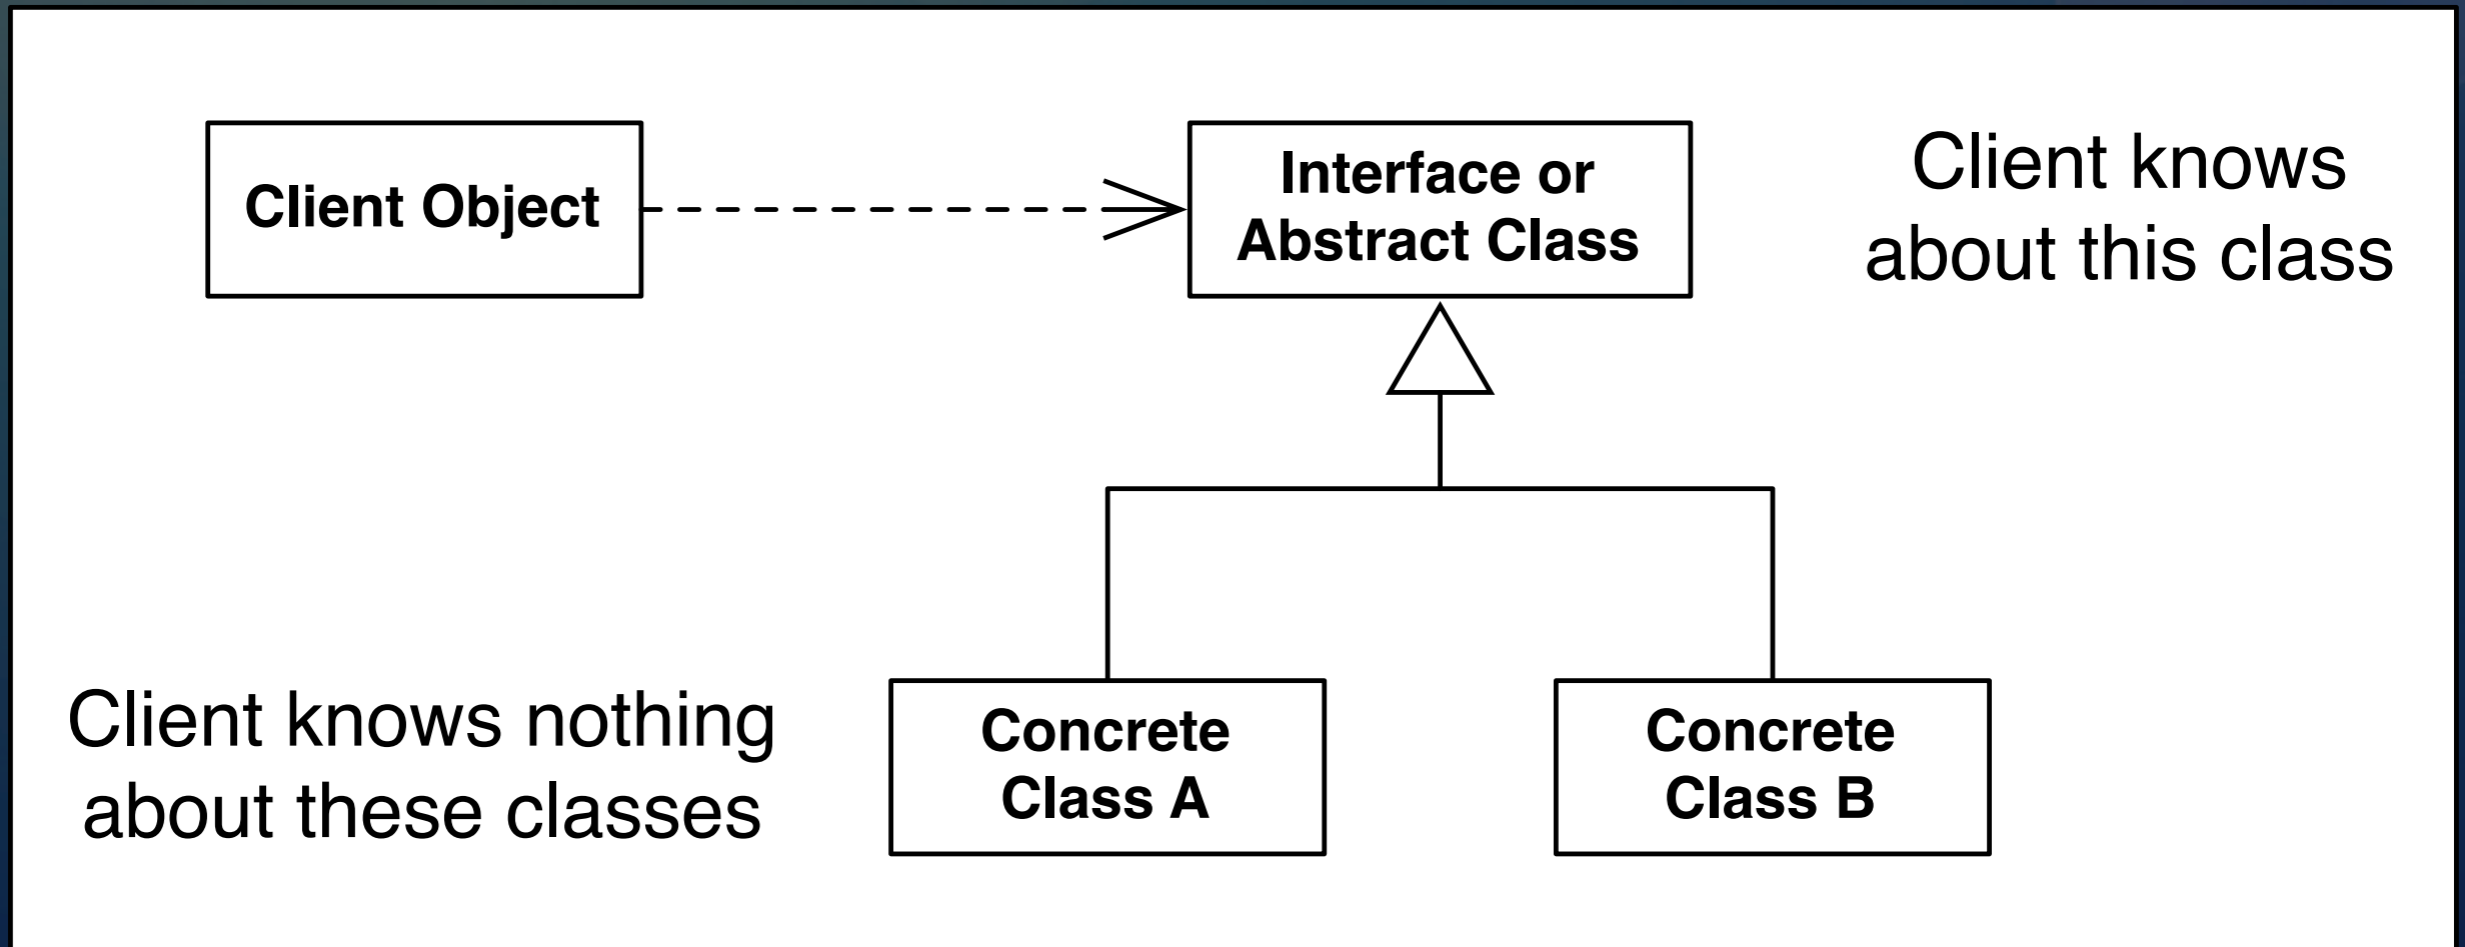 Client Object
Interface or
Abstract Class
Client knows
about this class
Client knows nothing
about these classes
Concrete
Class A
Concrete
Class B